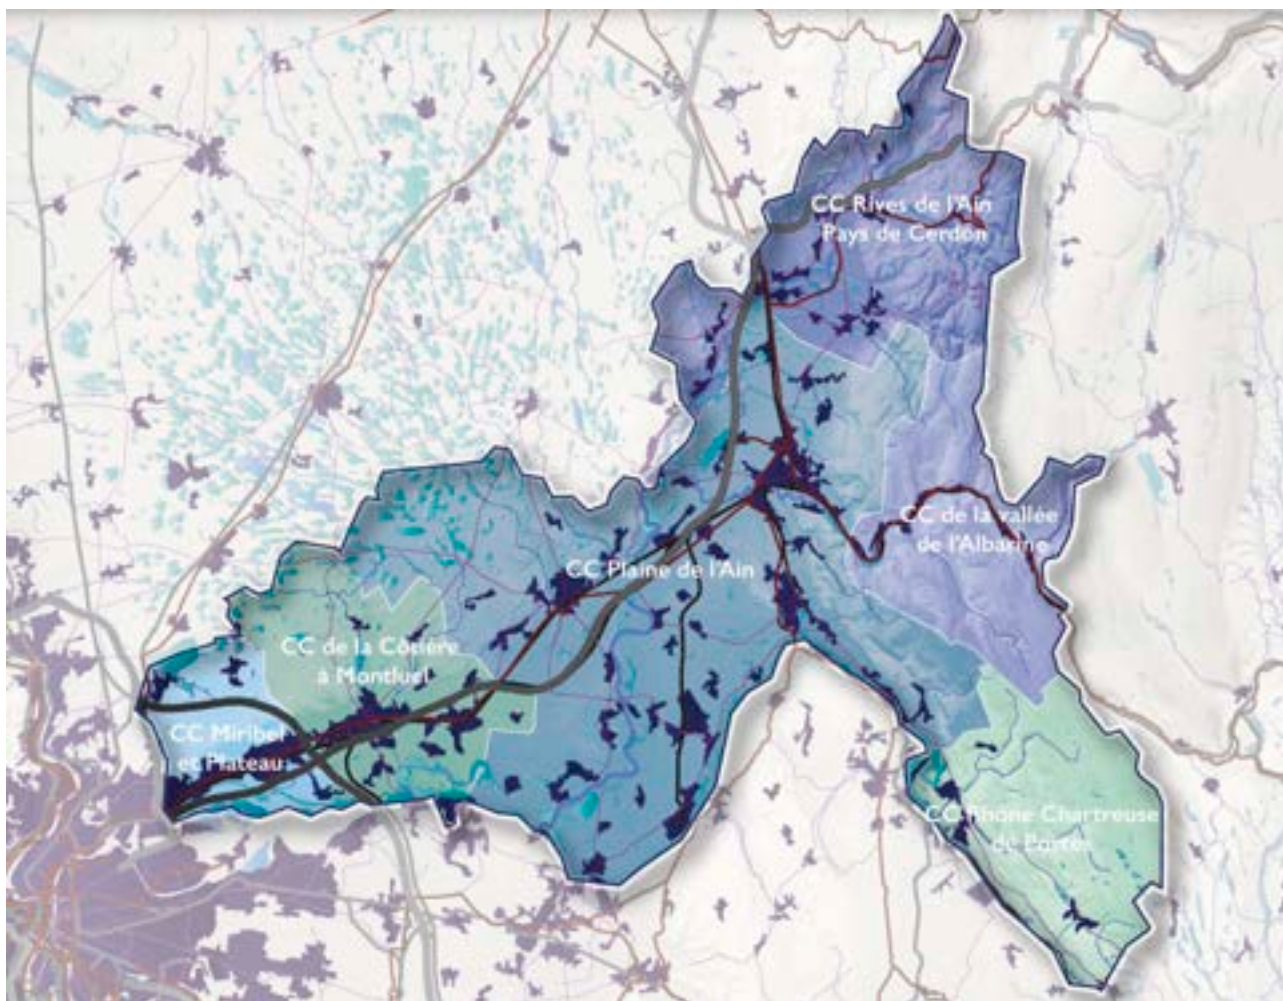 CC Rives de l'Ain
Pays de Cerdon
CC de la vallée
de l'Albarine
CC Plaine de l'Ain
CC de la Côtière
à Montluel
CC Miribel
et Plateau
CC Rhône Chartreuse
de Portes